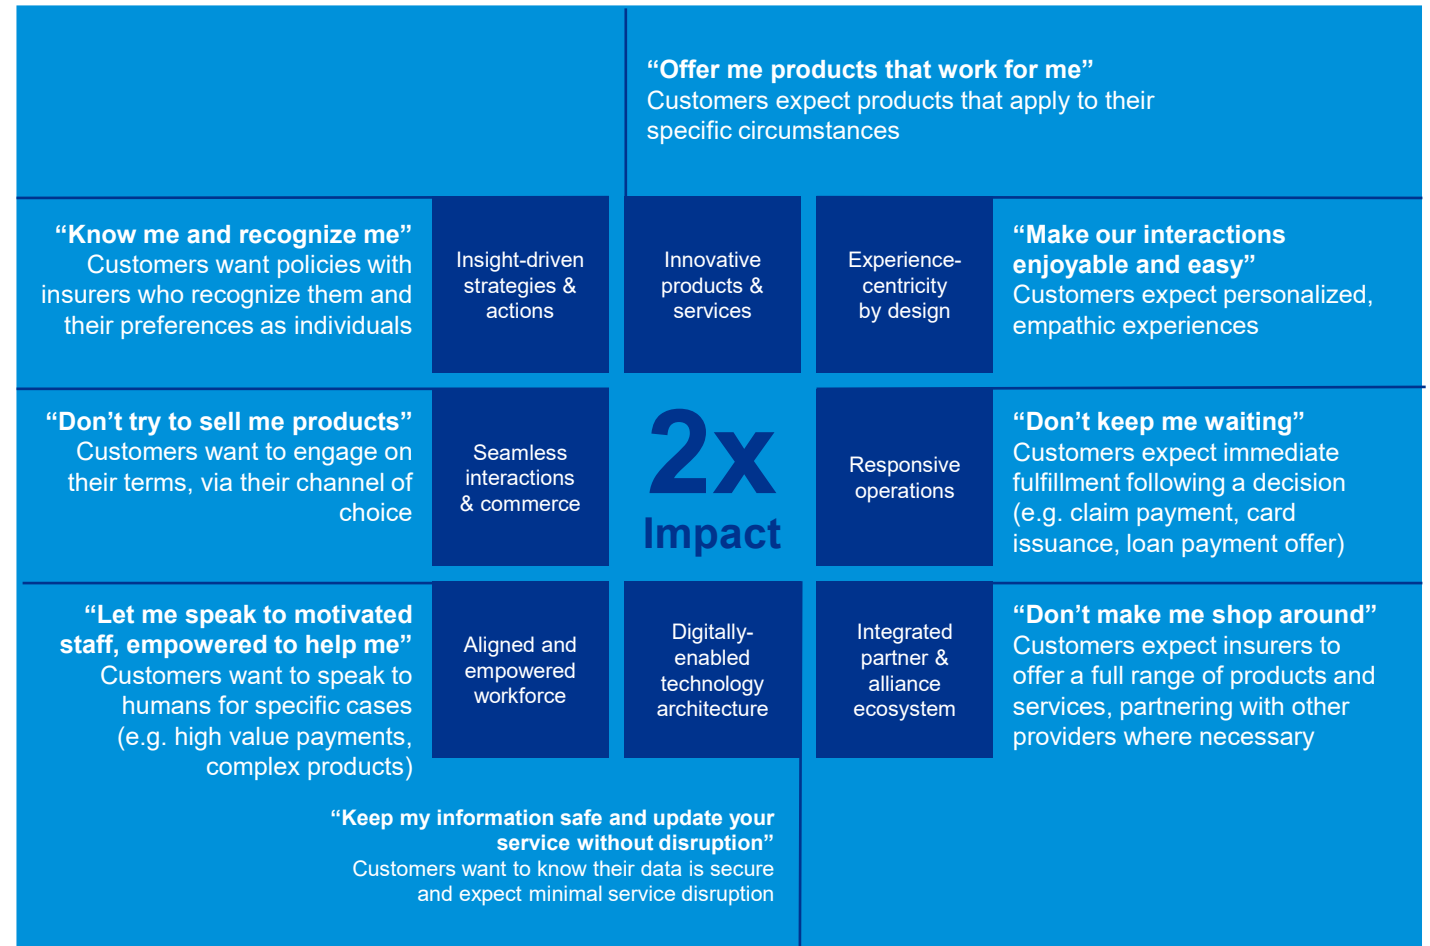 “Offer me products that work for me”
Customers expect products that apply to their
specific circumstances
“Know me and recognize me”
Customers want policies with
insurers who recognize them and
their preferences as individuals
Insight-driven
strategies &
actions
Innovative
products &
services
Experience-
centricity
by design
“Make our interactions
enjoyable and easy”
Customers expect personalized,
empathic experiences
“Don’t try to sell me products”
Customers want to engage on
their terms, via their channel of
choice
Seamless
interactions
& commerce
2x
Impact
Responsive
operations
“Don’t keep me waiting”
Customers expect immediate
fulfillment following a decision
(e.g. claim payment, card
issuance, loan payment offer)
“Let me speak to motivated
staff, empowered to help me”
Customers want to speak to
humans for specific cases
(e.g. high value payments,
complex products)
Aligned and
empowered
workforce
Digitally-
enabled
technology
architecture
Integrated
partner &
alliance
ecosystem
“Don’t make me shop around”
Customers expect insurers to
offer a full range of products and
services, partnering with other
providers where necessary
“Keep my information safe and update your
service without disruption”
Customers want to know their data is secure
and expect minimal service disruption